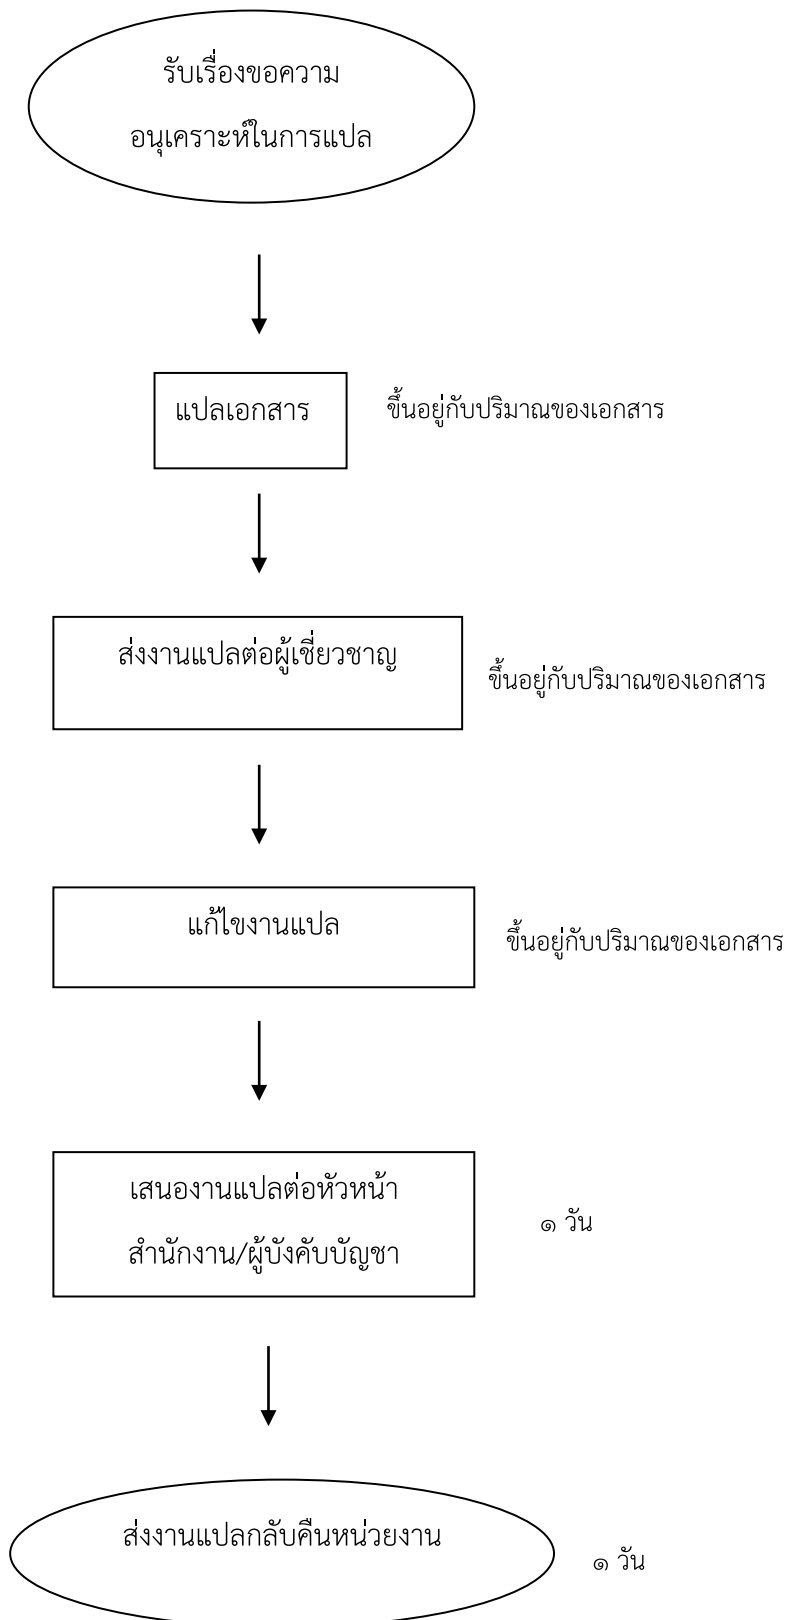 รับเรื่องขอความ
อนุเคราะห์ในการแปล
แปลเอกสาร
ขึ้นอยู่กับปริมาณของเอกสาร
ส่งงานแปลต่อผู้เชี่ยวชาญ
ขึ้นอยู่กับปริมาณของเอกสาร
แก้ไขงานแปล
ขึ้นอยู่กับปริมาณของเอกสาร
เสนองานแปลต่อหัวหน้า
สำนักงาน/ผู้บังคับบัญชา
๑ วัน
ส่งงานแปลกลับคืนหน่วยงาน
๑ วัน